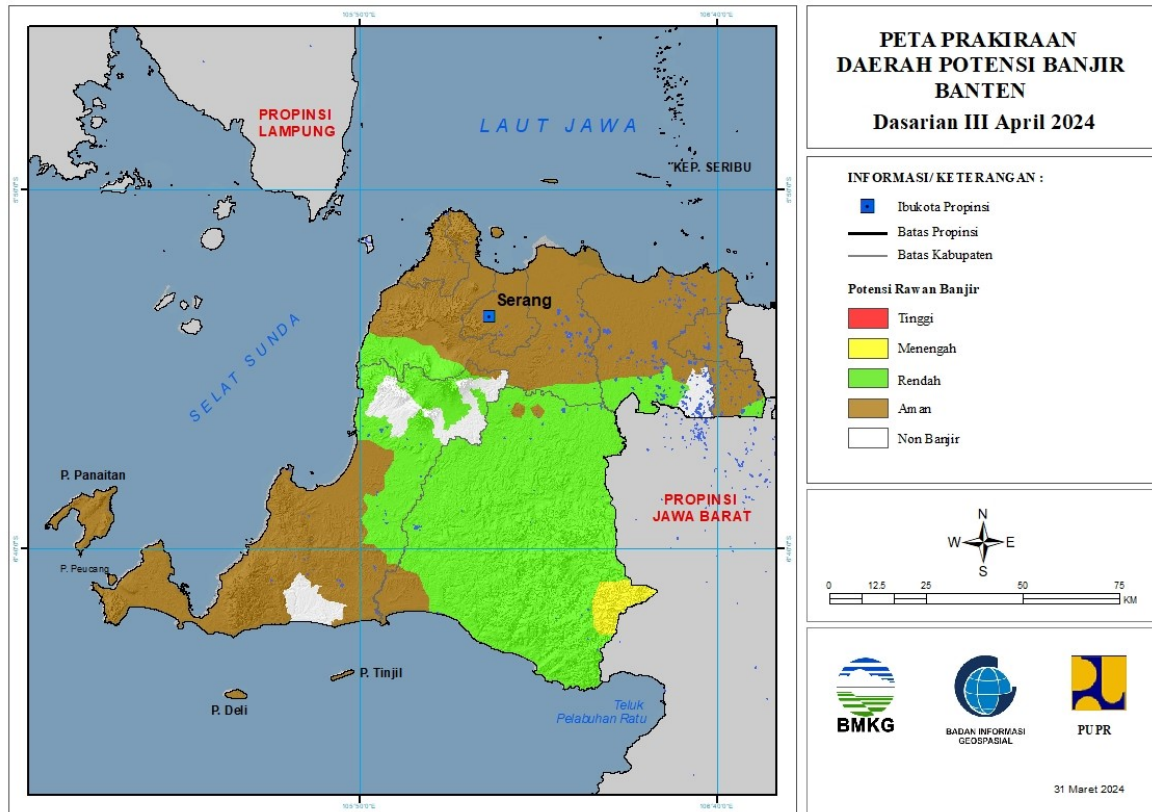 PETA PRAKIRAAN
DAERAH POTENSI BANJIR
BANTEN
Dasarian III April 2024
INFORMASI/ KETERANGAN :
Ibukota Propinsi
Batas Propinsi
Batas Kabupaten
Potensi Rawan Banjir
Tinggi
Menengah
Rendah
Aman
Non Banjir
N
W
E
S
0
12.5
25
50
75
KM
BMKG
BADAN INFORMASI
GEOSPASIAL
PUPR
31 Maret 2024
PROPINSI
LAMPUNG
LAUT JAWA
KEP. SERIBU
Serang
SELAT SUNDA
P. Panaitan
P. Peucang
PROPINSI
JAWA BARAT
P. Tinjil
P. Deli
Teluk
Pelabuhan Ratu